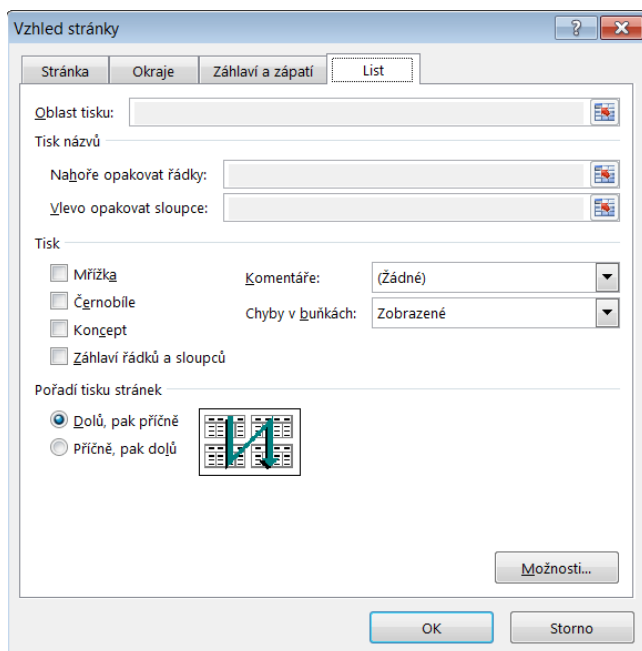 Vzhled stránky
Stránka
Okraje
Záhlaví a zápatí
List
Oblast tisku:
Tisk názvů
Nahoře opakovat řádky:
Vlevo opakovat sloupce:
Tisk
Mřížka
Komentáře:
(Žádné)
Černobíle
Chyby v buňkách:
Zobrazené
Koncept
Záhlaví řádků a sloupců
Pořadí tisku stránek
Dolů, pak příčně
Příčně, pak dolů
Možnosti...
OK
Storno